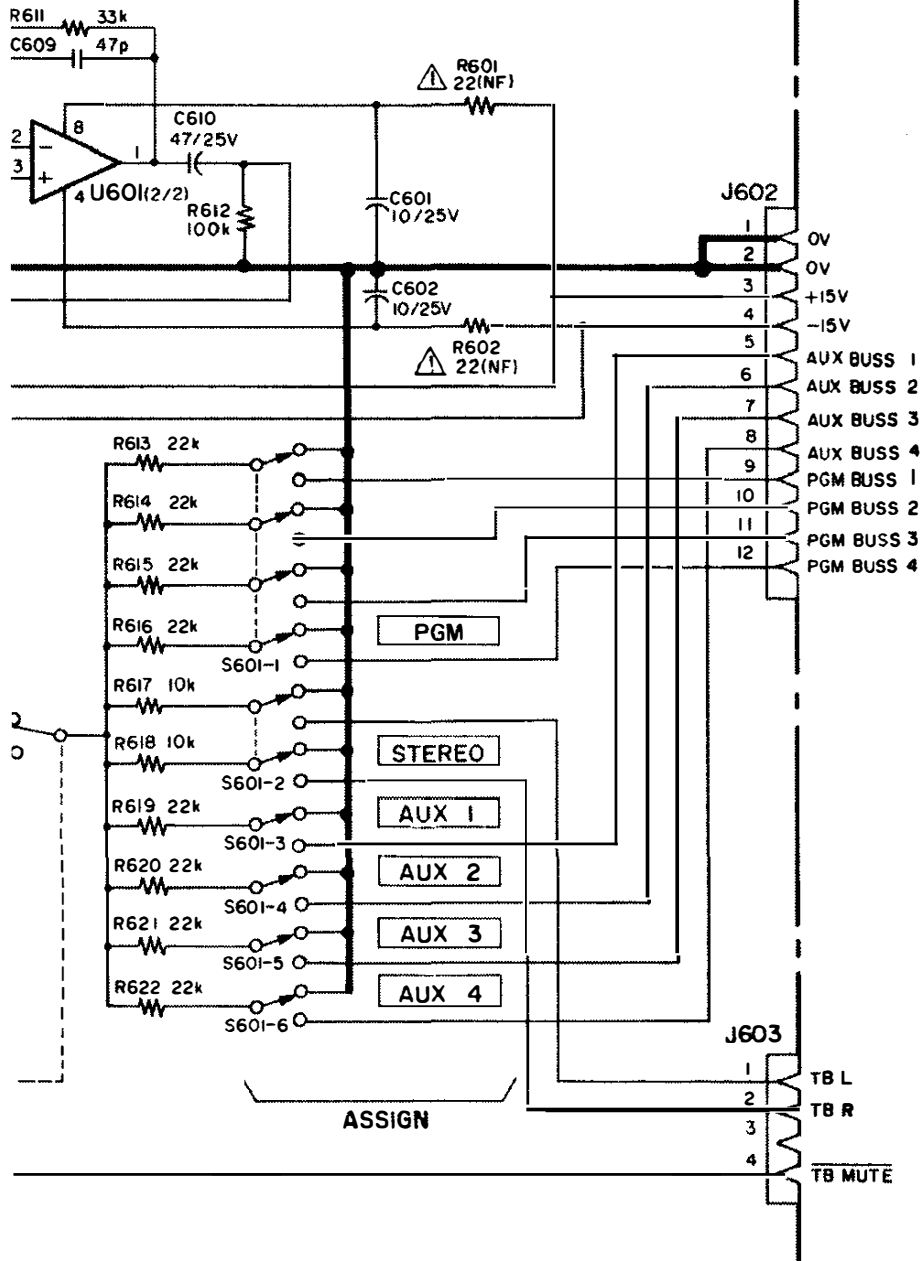 R611 33k
C609 47p
R601
22(NF)
C610
47/25V
8
2
1
3
4
U601(2/2)
R612
100k
C601
10/25V
C602
10/25V
R602
22(NF)
J602
1 0V
2 0V
3 +15V
4 -15V
5 AUX BUSS 1
6 AUX BUSS 2
7 AUX BUSS 3
8 AUX BUSS 4
9 PGM BUSS 1
10 PGM BUSS 2
11 PGM BUSS 3
12 PGM BUSS 4
R613 22k
R614 22k
R615 22k
R616 22k
S601-1
PGM
R617 10k
R618 10k
S601-2
STEREO
R619 22k
S601-3
AUX 1
R620 22k
S601-4
AUX 2
R621 22k
S601-5
AUX 3
R622 22k
S601-6
AUX 4
ASSIGN
J603
1 TB L
2 TB R
3
4 TB MUTE